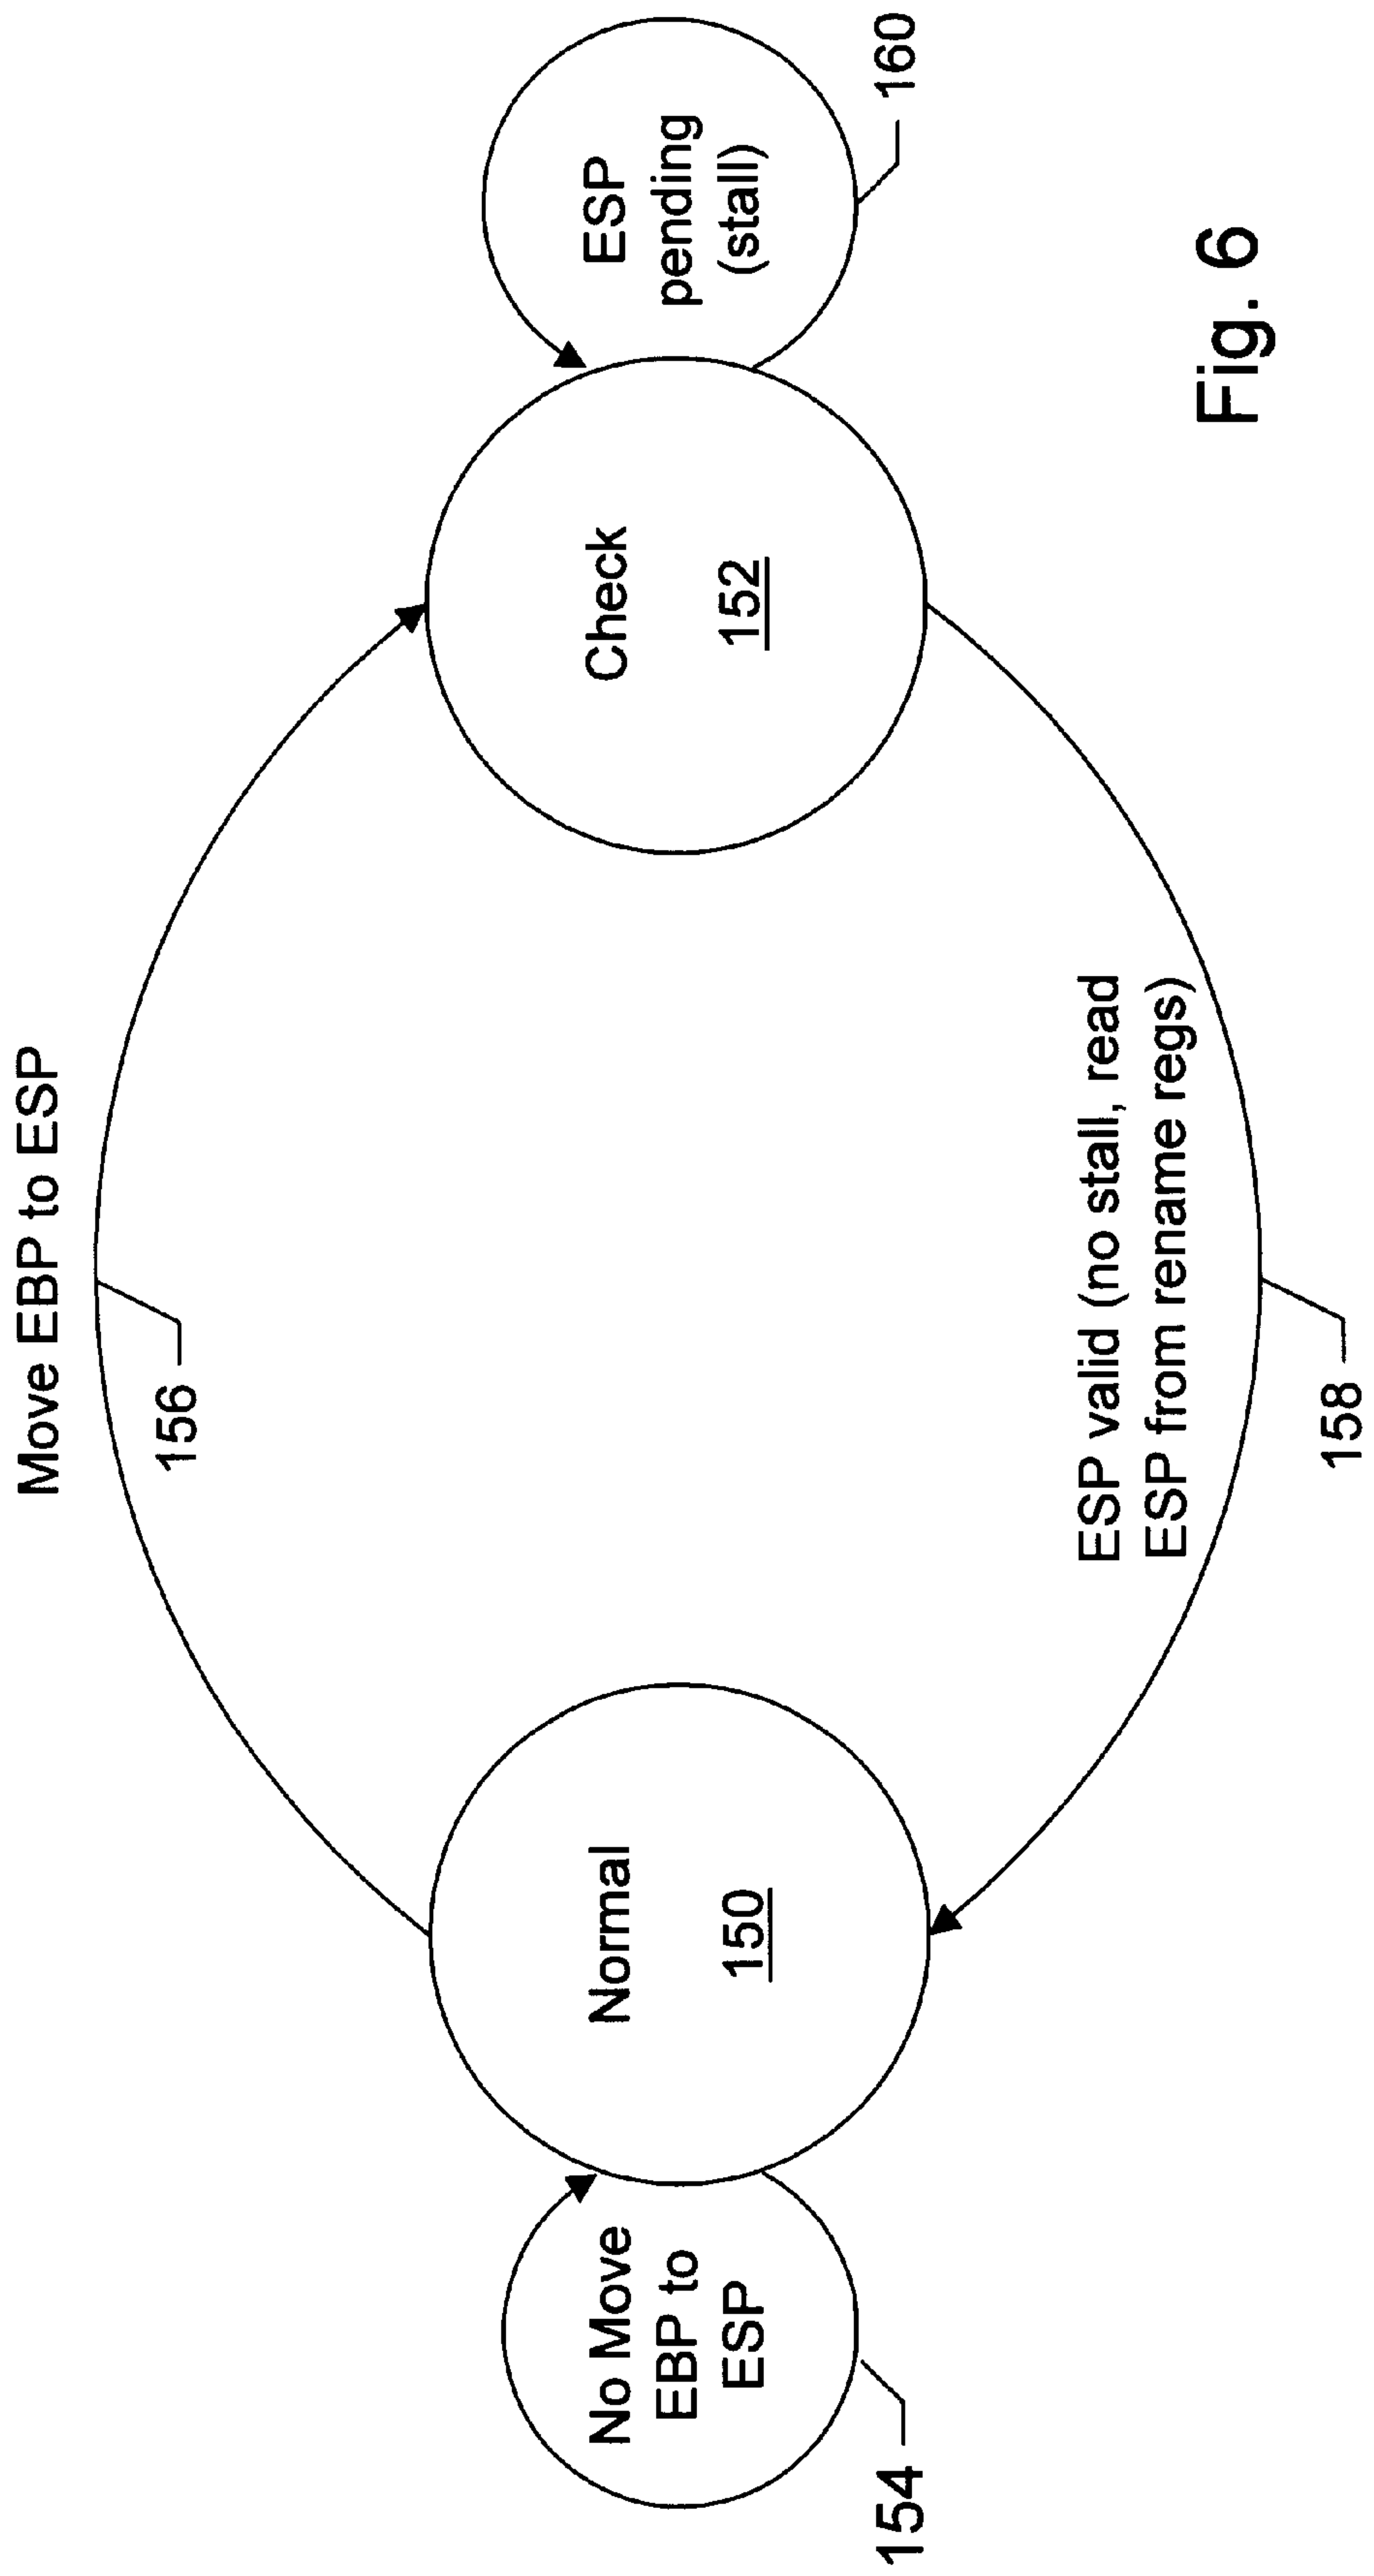 Move EBP to ESP
156
No Move
EBP to
ESP
154
Normal
150
Check
152
ESP
pending
(stall)
160
ESP valid (no stall, read
ESP from rename regs)
158
Fig. 6